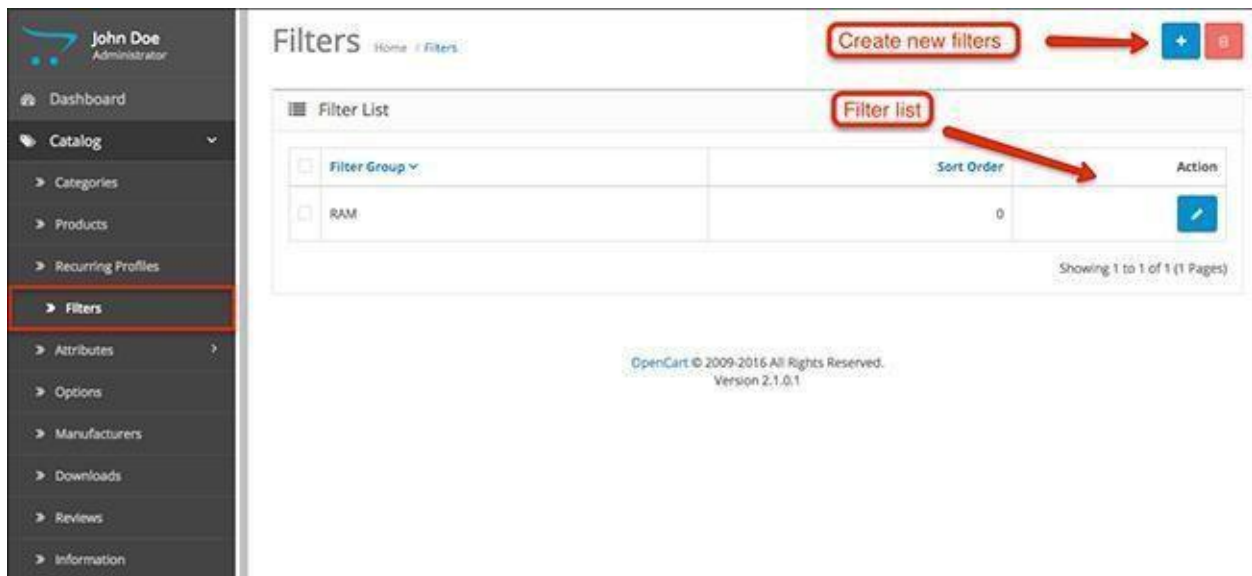 John Doe
Administrator
Dashboard
Catalog
Categories
Products
Recurring Profiles
Filters
Attributes
Options
Manufacturers
Downloads
Reviews
Information
Filters Home / Filters
Create new filters
Filter List
Filter list
Filter Group Sort Order Action
RAM 0
Showing 1 to 1 of 1 (1 Pages)
OpenCart © 2009-2016 All Rights Reserved.
Version 2.1.0.1